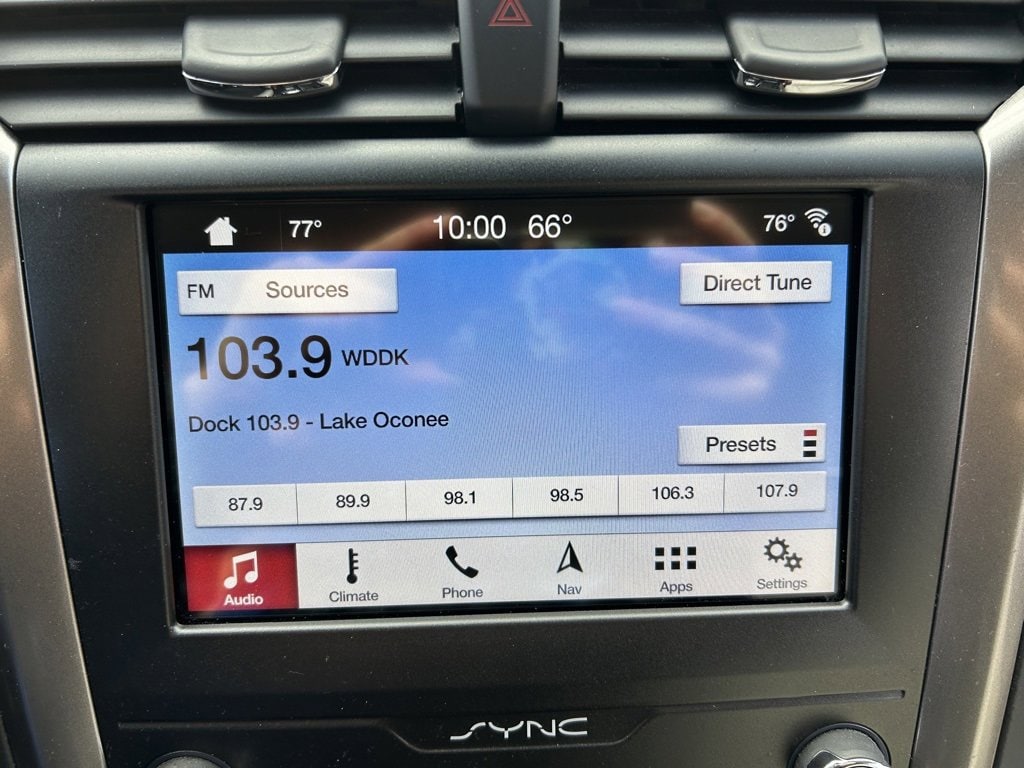 77° 10:00 66° 76°
FM Sources Direct Tune
103.9 WDDK
Dock 103.9 - Lake Oconee
Presets
87.9 89.9 98.1 98.5 106.3 107.9
Audio Climate Phone Nav Apps Settings
SYNC